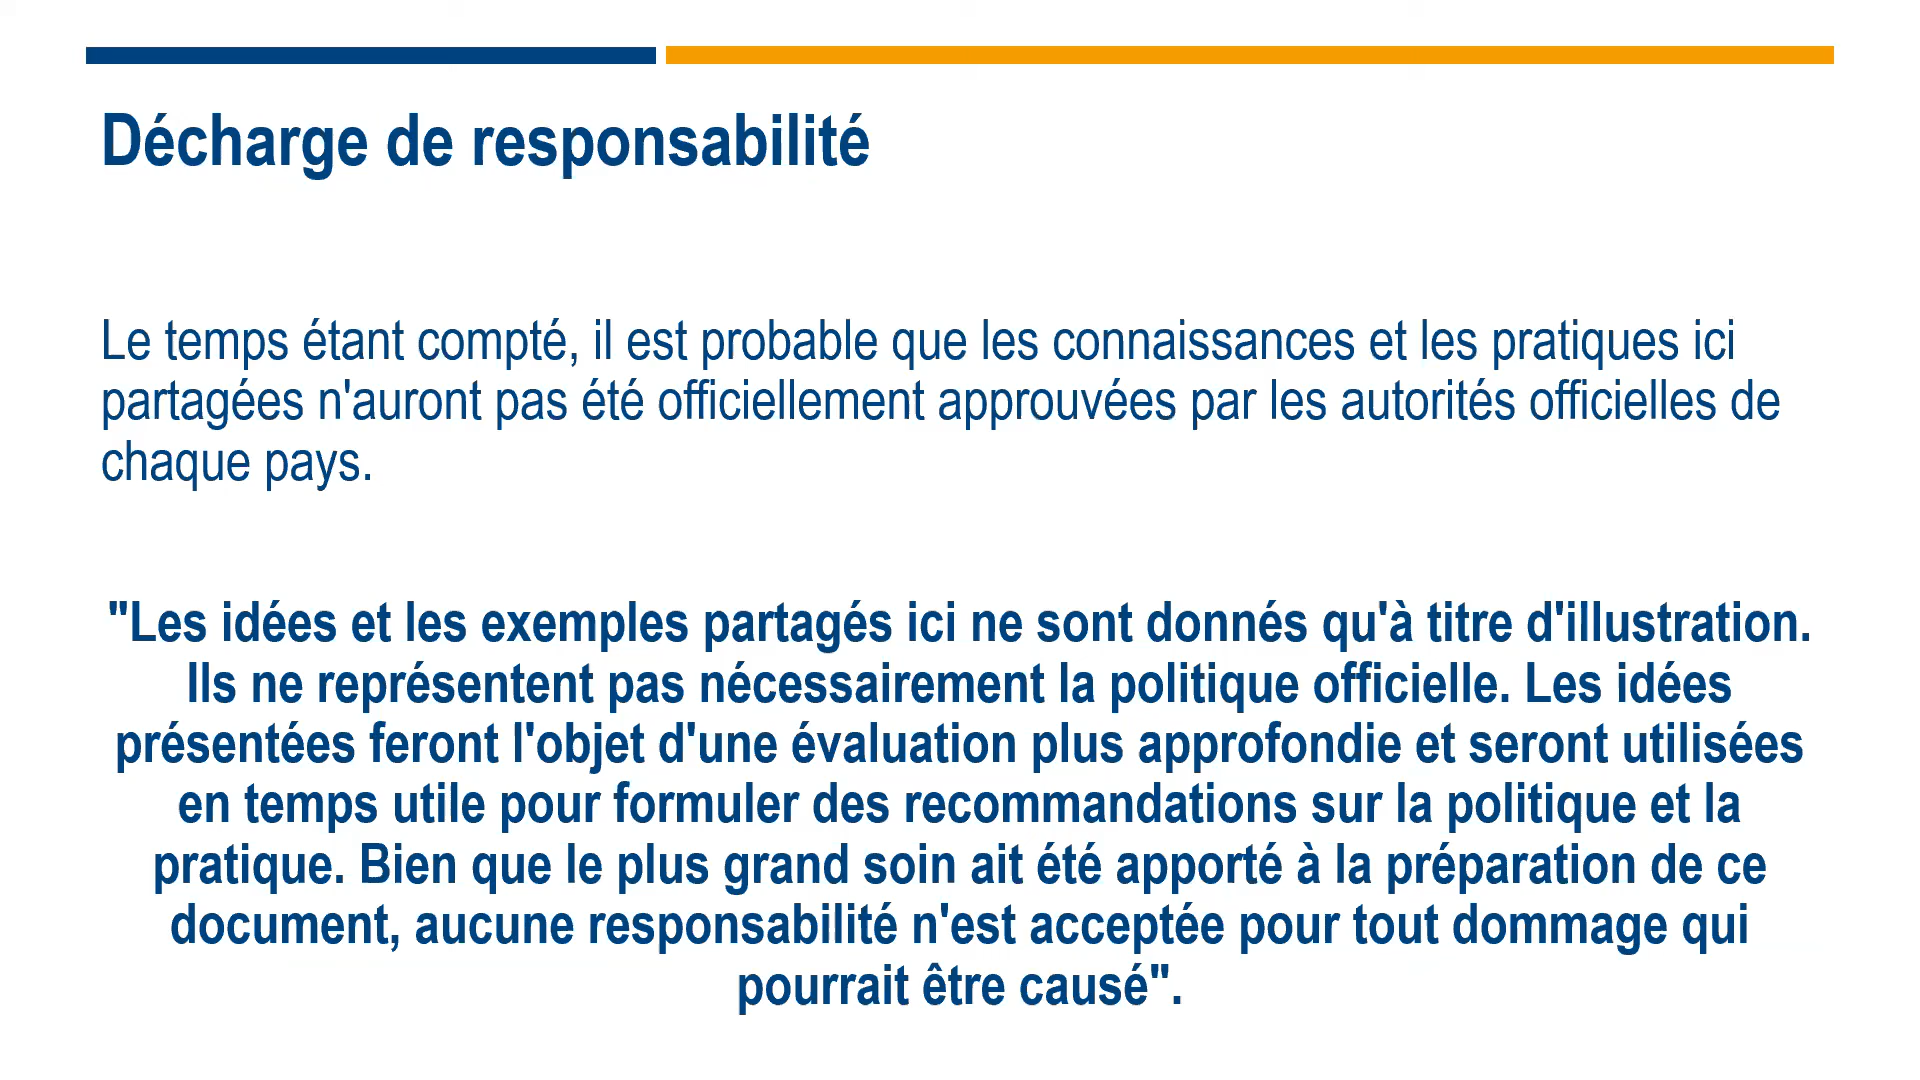 Décharge de responsabilité
Le temps étant compté, il est probable que les connaissances et les pratiques ici
partagées n'auront pas été officiellement approuvées par les autorités officielles de
chaque pays.
"Les idées et les exemples partagés ici ne sont donnés qu'à titre d'illustration.
Ils ne représentent pas nécessairement la politique officielle. Les idées
présentées feront l'objet d'une évaluation plus approfondie et seront utilisées
en temps utile pour formuler des recommandations sur la politique et la
pratique. Bien que le plus grand soin ait été apporté à la préparation de ce
document, aucune responsabilité n'est acceptée pour tout dommage qui
pourrait être causé".